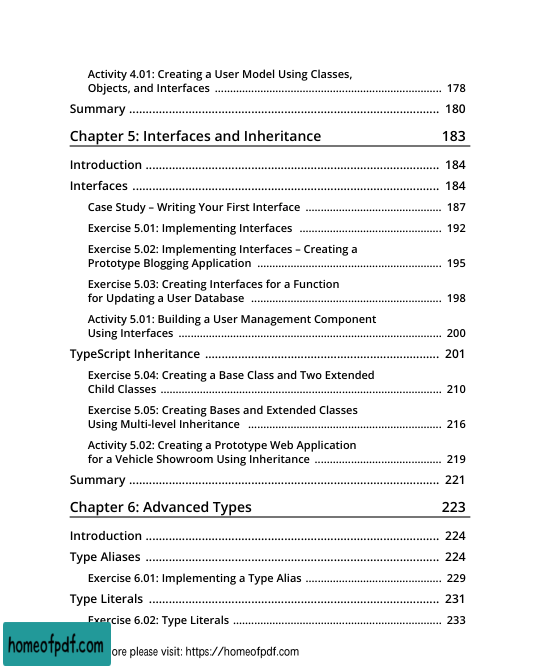 Activity 4.01: Creating a User Model Using Classes,
Objects, and Interfaces ........................................................................... 178
Summary .................................................................................... 180
Chapter 5: Interfaces and Inheritance 183
Introduction ................................................................................ 184
Interfaces .................................................................................... 184
Case Study – Writing Your First Interface ............................................. 187
Exercise 5.01: Implementing Interfaces ............................................... 192
Exercise 5.02: Implementing Interfaces – Creating a
Prototype Blogging Application ............................................................. 195
Exercise 5.03: Creating Interfaces for a Function
for Updating a User Database ............................................................... 198
Activity 5.01: Building a User Management Component
Using Interfaces ..................................................................................... 200
TypeScript Inheritance ............................................................... 201
Exercise 5.04: Creating a Base Class and Two Extended
Child Classes .......................................................................................... 210
Exercise 5.05: Creating Bases and Extended Classes
Using Multi-level Inheritance ................................................................ 216
Activity 5.02: Creating a Prototype Web Application
for a Vehicle Showroom Using Inheritance .......................................... 219
Summary .................................................................................... 221
Chapter 6: Advanced Types 223
Introduction ................................................................................ 224
Type Aliases ................................................................................ 224
Exercise 6.01: Implementing a Type Alias ............................................. 229
Type Literals ............................................................................... 231
Exercise 6.02: Type Literals .................................................................... 233
homeofpdf.com
ore please visit: https://homeofpdf.com